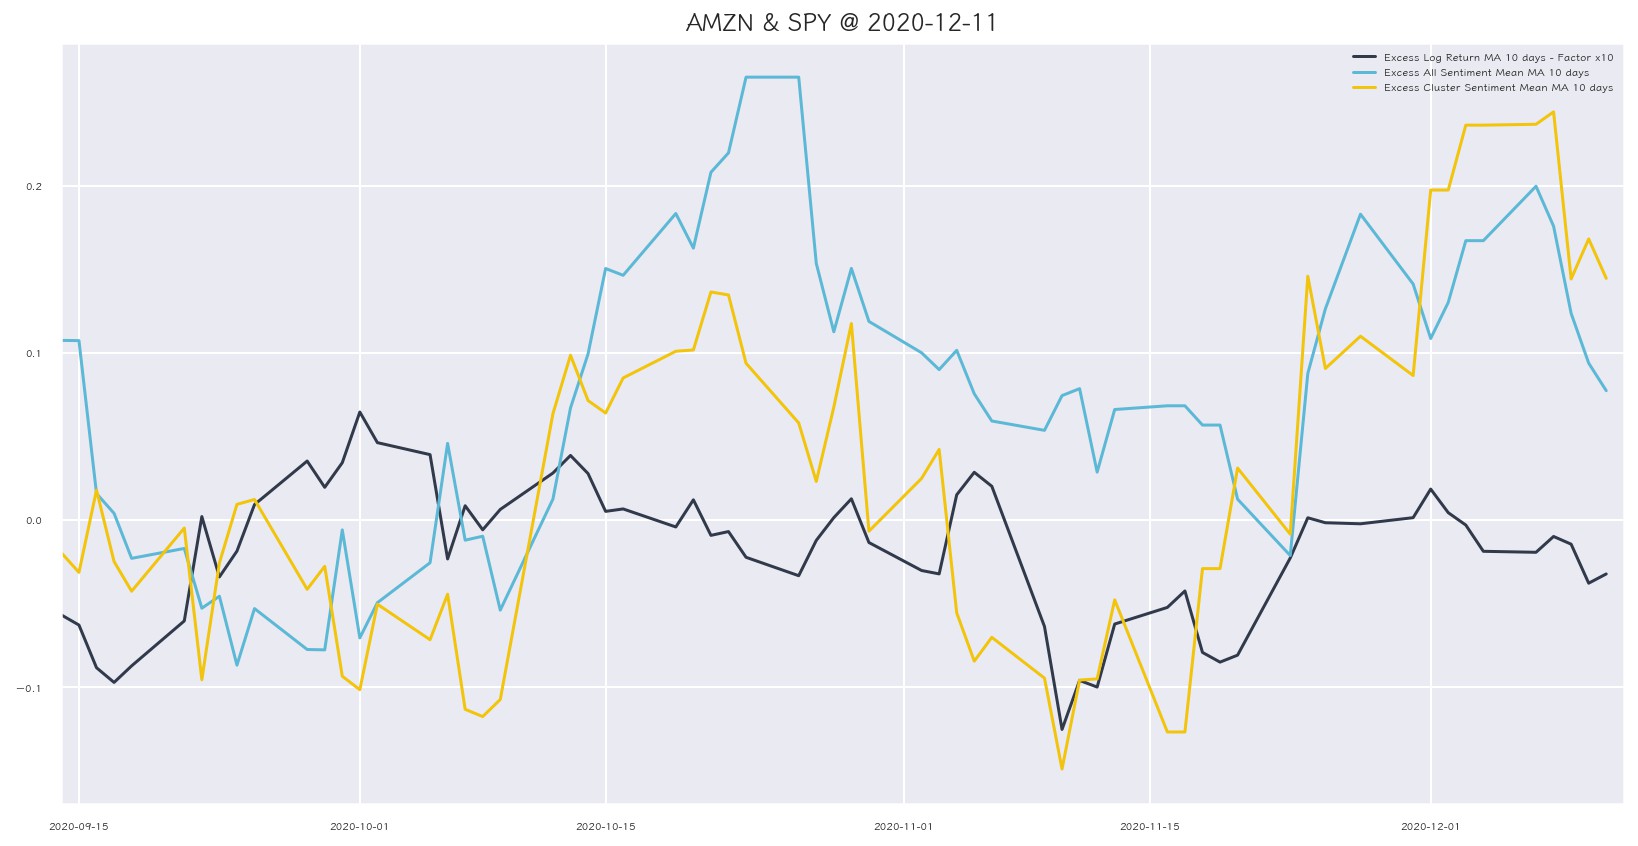 AMZN & SPY @ 2020-12-11
Excess Log Return MA 10 days - Factor x10
Excess All Sentiment Mean MA 10 days
Excess Cluster Sentiment Mean MA 10 days
0.2
0.1
0.0
−0.1
2020-09-15 2020-10-01 2020-10-15 2020-11-01 2020-11-15 2020-12-01